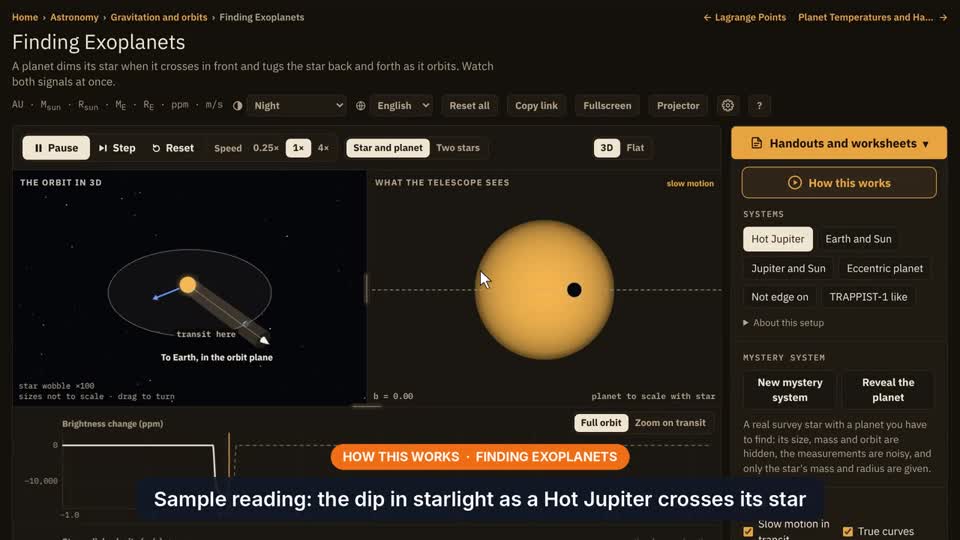 Home › Astronomy › Gravitation and orbits › Finding Exoplanets
← Lagrange Points Planet Temperatures and Ha... →
Finding Exoplanets
A planet dims its star when it crosses in front and tugs the star back and forth as it orbits. Watch
both signals at once.
AU · Msun · Rsun · ME · RE · ppm · m/s Night English Reset all Copy link Fullscreen Projector ?
Pause Step Reset Speed 0.25× 1× 4× Star and planet Two stars 3D Flat
Handouts and worksheets ▾
THE ORBIT IN 3D
WHAT THE TELESCOPE SEES
slow motion
transit here
To Earth, in the orbit plane
star wobble ×100
sizes not to scale · drag to turn
b = 0.00
planet to scale with star
How this works
SYSTEMS
Hot Jupiter Earth and Sun
Jupiter and Sun Eccentric planet
Not edge on TRAPPIST-1 like
▶ About this setup
MYSTERY SYSTEM
New mystery system
Reveal the planet
A real survey star with a planet you have
to find: its size, mass and orbit are
hidden, the measurements are noisy, and
only the star's mass and radius are given.
Slow motion in
transit
True curves
Brightness change (ppm)
Full orbit Zoom on transit
0
-10,000
-1.0
HOW THIS WORKS · FINDING EXOPLANETS
Sample reading: the dip in starlight as a Hot Jupiter crosses its star